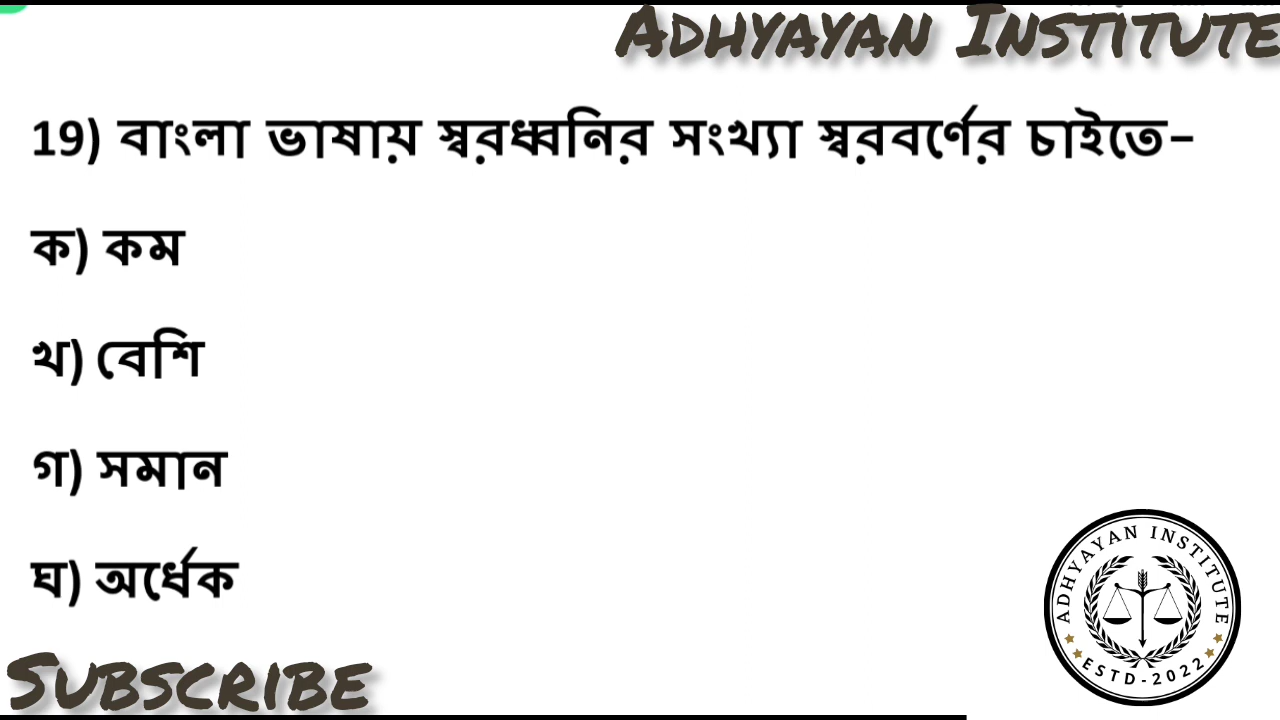 ADHYAYAN INSTITUTE
19) বাংলা ভাষায় স্বরধ্বনির সংখ্যা স্বরবর্ণের চাইতে–
ক) কম
খ) বেশি
গ) সমান
ঘ) অর্ধেক
ADHYAYAN INSTITUTE
ESTD-2022
SUBSCRIBE